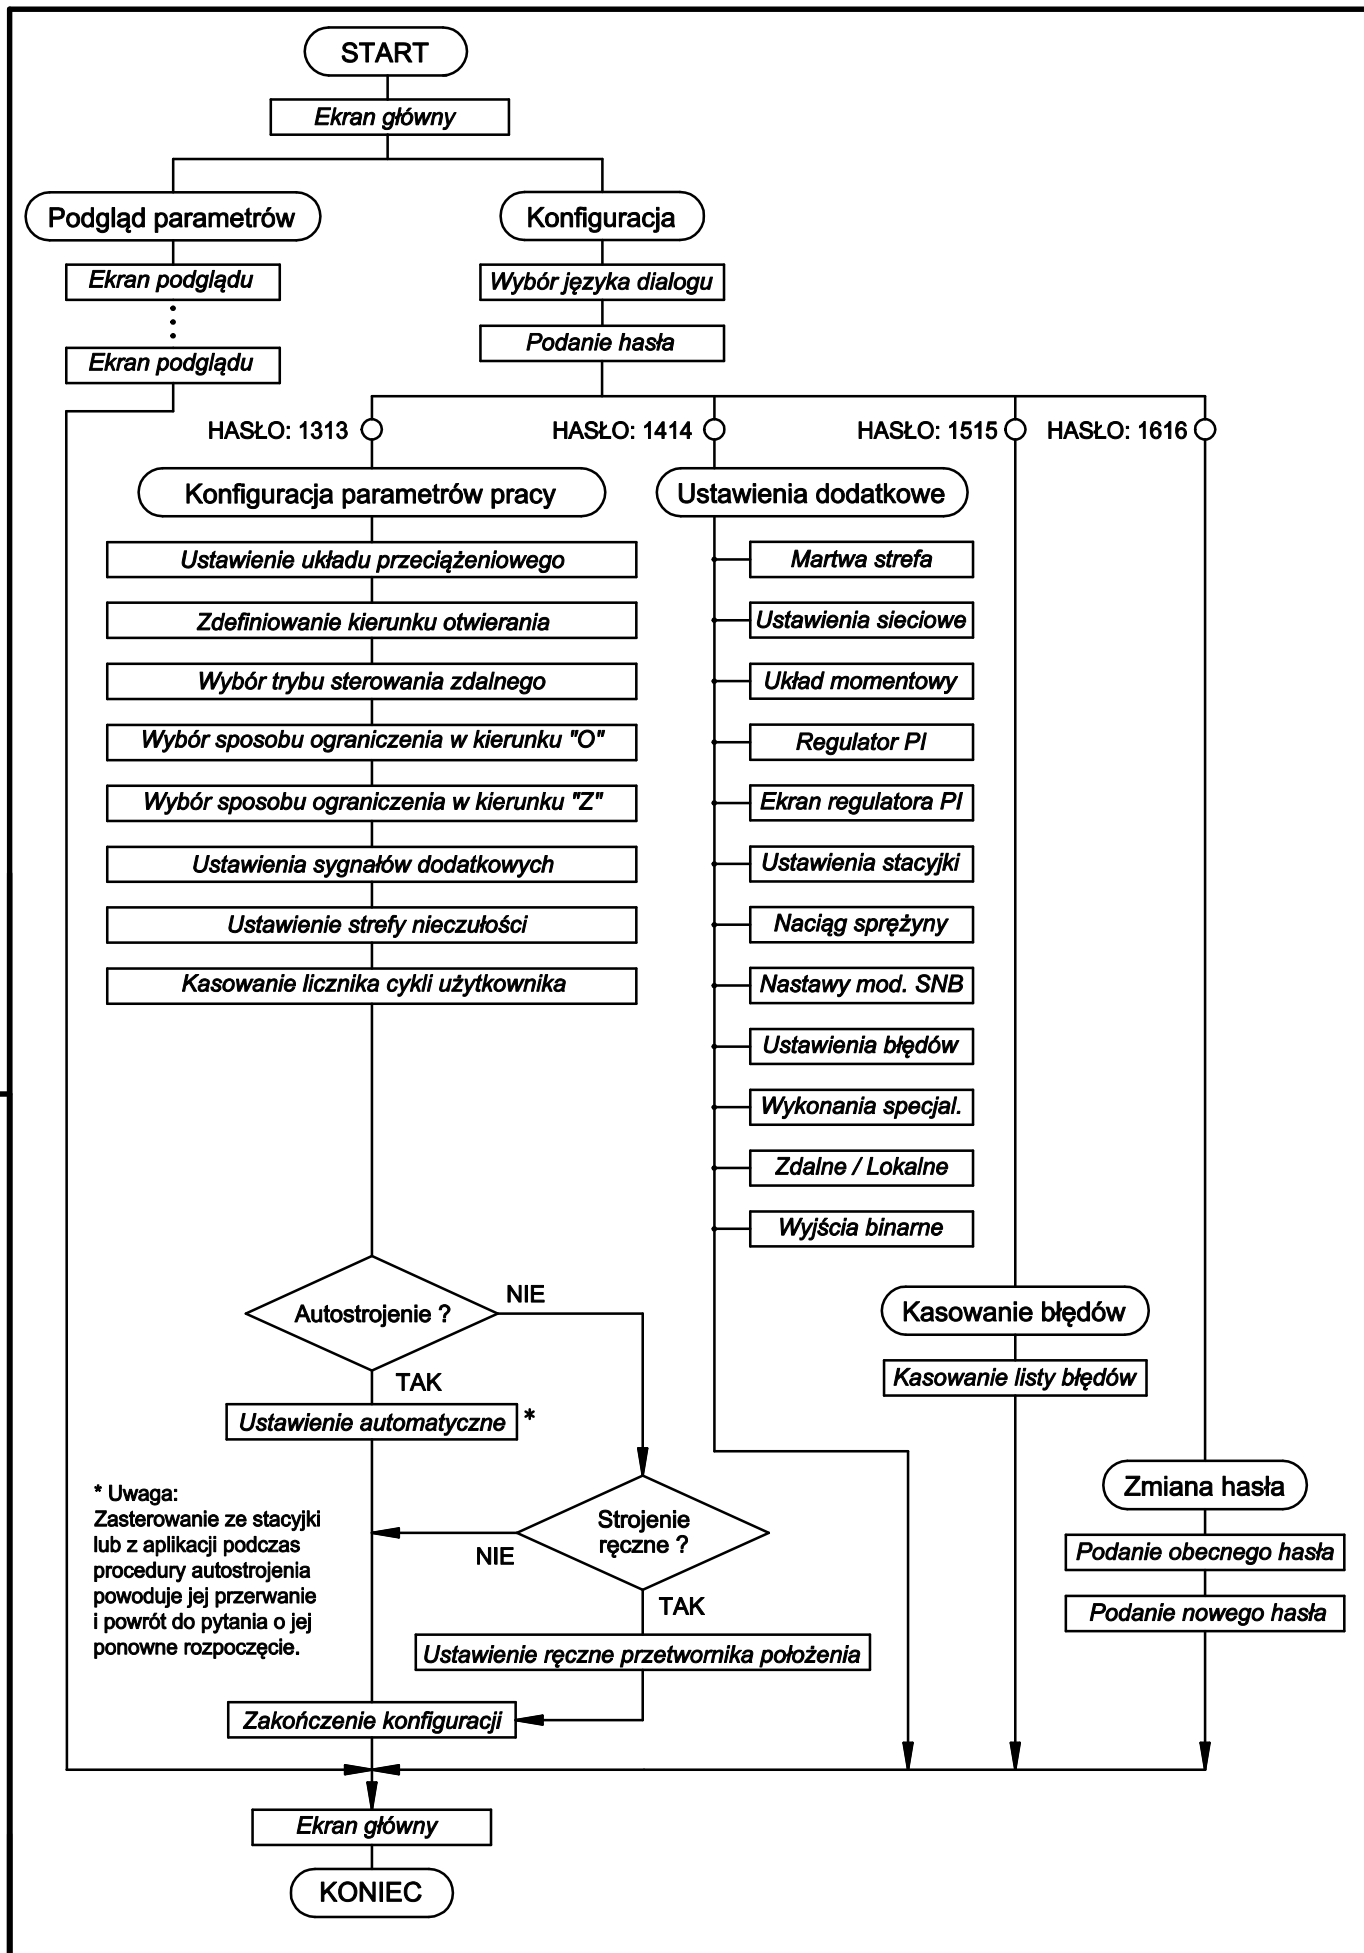 START
Ekran główny
Podgląd parametrów
Konfiguracja
Ekran podglądu
Ekran podglądu
Wybór języka dialogu
Podanie hasła
HASŁO: 1313
HASŁO: 1414
HASŁO: 1515
HASŁO: 1616
Konfiguracja parametrów pracy
Ustawienie układu przeciążeniowego
Zdefiniowanie kierunku otwierania
Wybór trybu sterowania zdalnego
Wybór sposobu ograniczenia w kierunku "O"
Wybór sposobu ograniczenia w kierunku "Z"
Ustawienia sygnałów dodatkowych
Ustawienie strefy nieczułości
Kasowanie licznika cykli użytkownika
Ustawienia dodatkowe
Martwa strefa
Ustawienia sieciowe
Układ momentowy
Regulator PI
Ekran regulatora PI
Ustawienia stacyjki
Naciąg sprężyny
Nastawy mod. SNB
Ustawienia błędów
Wykonania specjal.
Zdalne / Lokalne
Wyjścia binarne
Autostrojenie ?
NIE
TAK
Ustawienie automatyczne *
Strojenie
ręczne ?
NIE
TAK
Ustawienie ręczne przetwornika położenia
* Uwaga:
Zasterowanie ze stacyjki
lub z aplikacji podczas
procedury autostrojenia
powoduje jej przerwanie
i powrót do pytania o jej
ponowne rozpoczęcie.
Zakończenie konfiguracji
Kasowanie błędów
Kasowanie listy błędów
Zmiana hasła
Podanie obecnego hasła
Podanie nowego hasła
Ekran główny
KONIEC